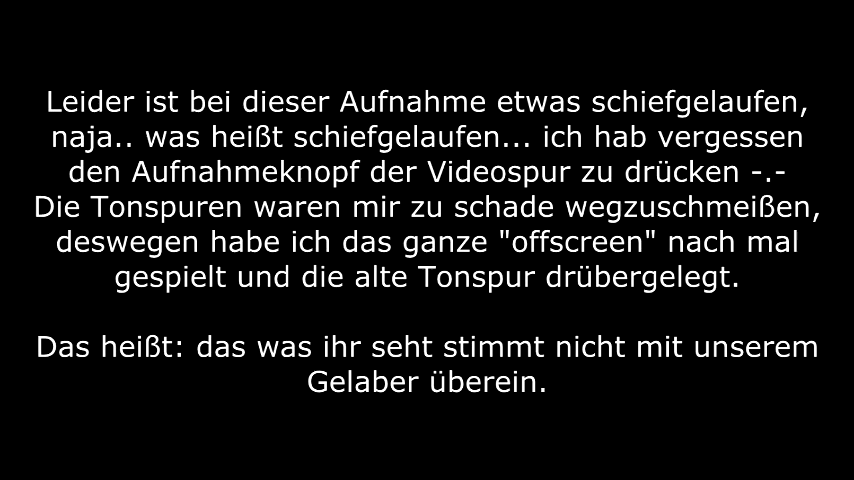 Leider ist bei dieser Aufnahme etwas schiefgelaufen,
naja.. was heißt schiefgelaufen... ich hab vergessen
den Aufnahmeknopf der Videospur zu drücken -.-
Die Tonspuren waren mir zu schade wegzuschmeißen,
deswegen habe ich das ganze "offscreen" nach mal
gespielt und die alte Tonspur drübergelegt.

Das heißt: das was ihr seht stimmt nicht mit unserem
Gelaber überein.